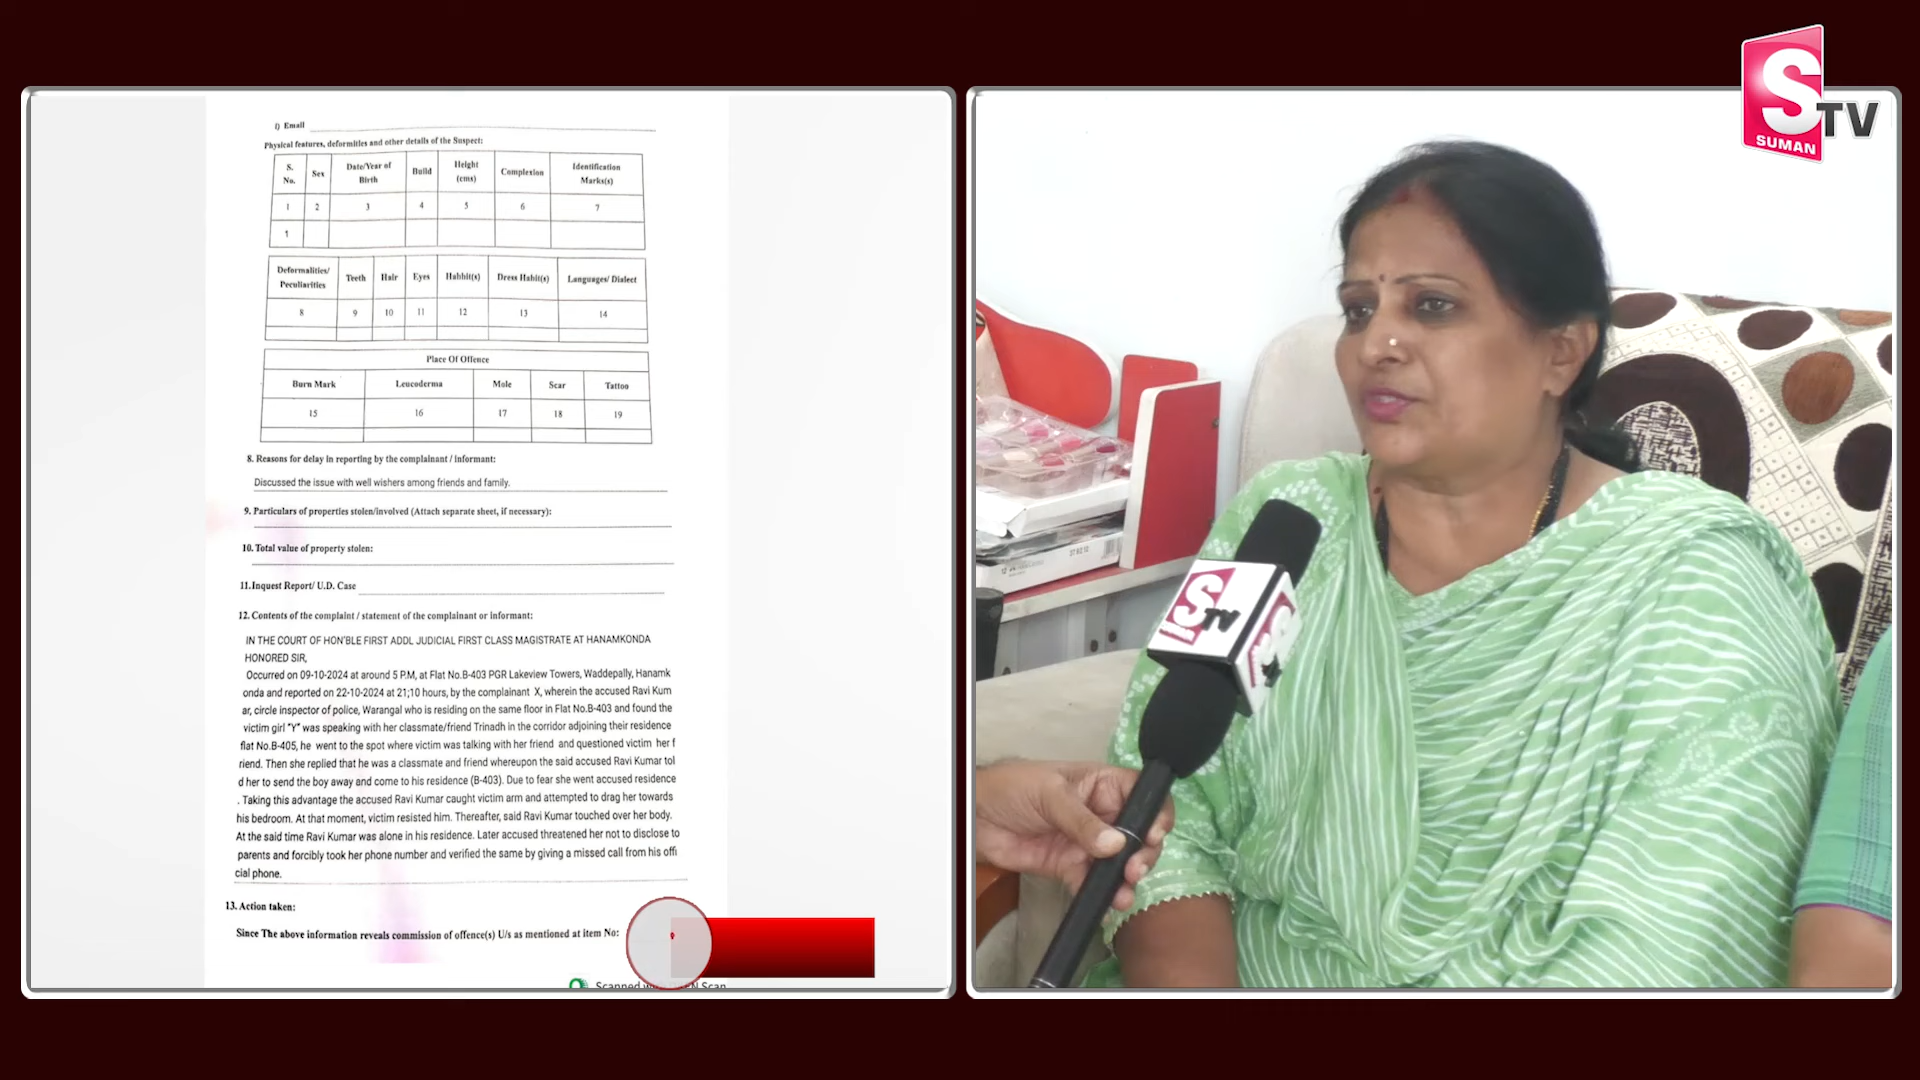 S
TV
SUMAN
f) Email
Physical features, deformities and other details of the Suspect:
S. No. Sex Date/Year of Birth Build Height (cms) Complexion Identification Marks(s)
1 2 3 4 5 6 7
1
Deformalities/ Peculiarities Teeth Hair Eyes Habbit(s) Dress Habit(s) Languages/ Dialect
8 9 10 11 12 13 14
Place Of Offence
Burn Mark Leucoderma Mole Scar Tattoo
15 16 17 18 19
8. Reasons for delay in reporting by the complainant / informant:
Discussed the issue with well wishers among friends and family.
9. Particulars of properties stolen/involved (Attach separate sheet, if necessary):
10. Total value of property stolen:
11. Inquest Report/ U.D. Case
12. Contents of the complaint / statement of the complainant or informant:
IN THE COURT OF HON'BLE FIRST ADDL JUDICIAL FIRST CLASS MAGISTRATE AT HANAMKONDA
HONORED SIR,
Occurred on 09-10-2024 at around 5 P.M, at Flat No.B-403 PGR Lakeview Towers, Waddepally, Hanamk
onda and reported on 22-10-2024 at 21;10 hours, by the complainant X, wherein the accused Ravi Kum
ar, circle inspector of police, Warangal who is residing on the same floor in Flat No.B-403 and found the
victim girl "Y" was speaking with her classmate/friend Trinadh in the corridor adjoining their residence
flat No.B-405, he went to the spot where victim was talking with her friend and questioned victim her f
riend. Then she replied that he was a classmate and friend whereupon the said accused Ravi Kumar tol
d her to send the boy away and come to his residence (B-403). Due to fear she went accused residence
. Taking this advantage the accused Ravi Kumar caught victim arm and attempted to drag her towards
his bedroom. At that moment, victim resisted him. Thereafter, said Ravi Kumar touched over her body.
At the said time Ravi Kumar was alone in his residence. Later accused threatened her not to disclose to
parents and forcibly took her phone number and verified the same by giving a missed call from his offi
cial phone.
13. Action taken:
Since The above information reveals commission of offence(s) U/s as mentioned at item No:
Scanned Scan
S
TV